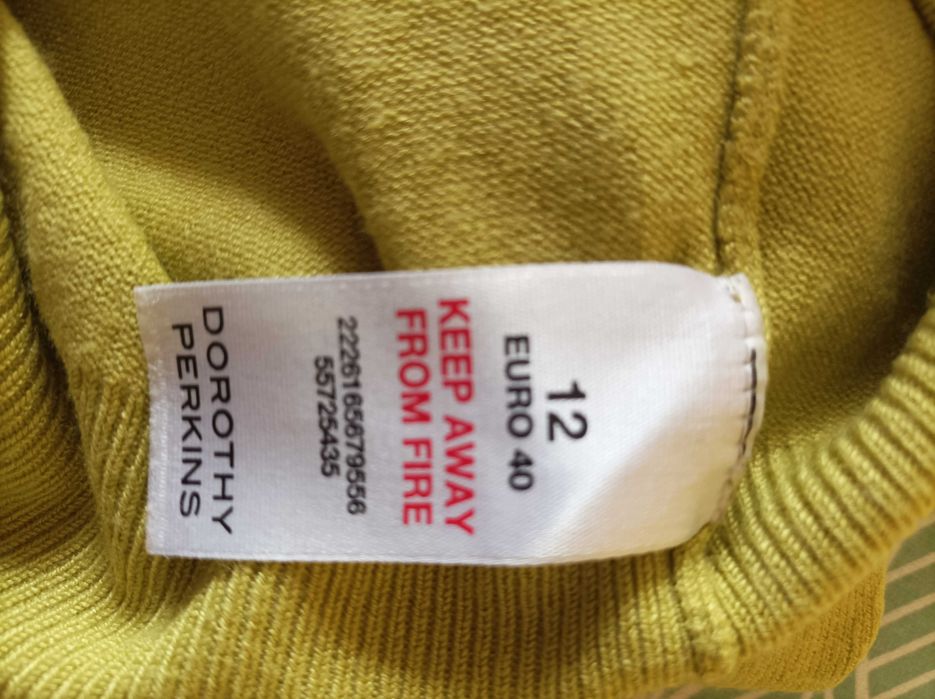 12
EURO 40
KEEP AWAY
FROM FIRE
2226165679556
55725435
DOROTHY
PERKINS